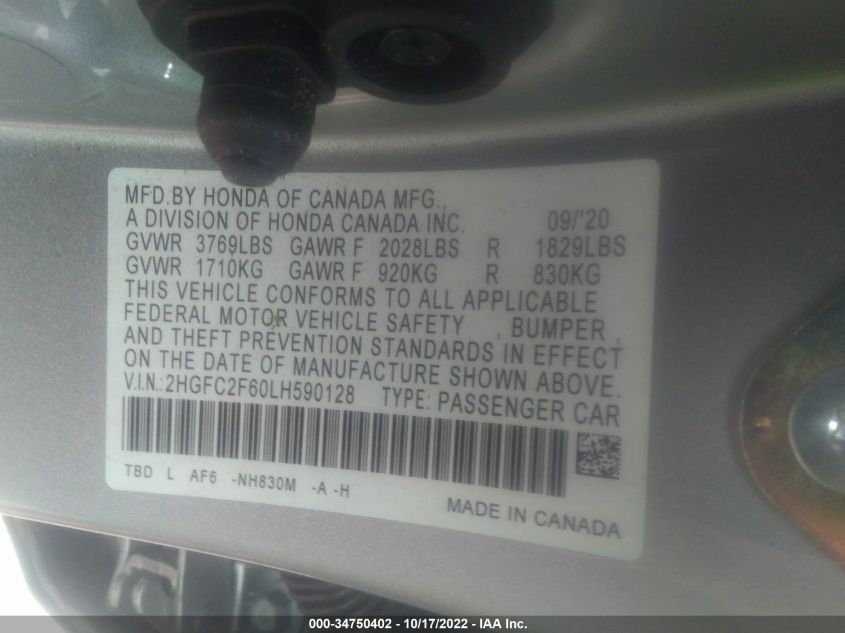 MFD.BY HONDA OF CANADA MFG.,
A DIVISION OF HONDA CANADA INC. 09/'20
GVWR 3769LBS GAWR F 2028LBS R 1829LBS
GVWR 1710KG GAWR F 920KG R 830KG
THIS VEHICLE CONFORMS TO ALL APPLICABLE
FEDERAL MOTOR VEHICLE SAFETY , BUMPER ,
AND THEFT PREVENTION STANDARDS IN EFFECT
ON THE DATE OF MANUFACTURE SHOWN ABOVE.
V.I.N.:2HGFC2F60LH590128 TYPE: PASSENGER CAR
TBD L AF6 -NH830M -A -H
MADE IN CANADA
000-34750402 - 10/17/2022 - IAA Inc.